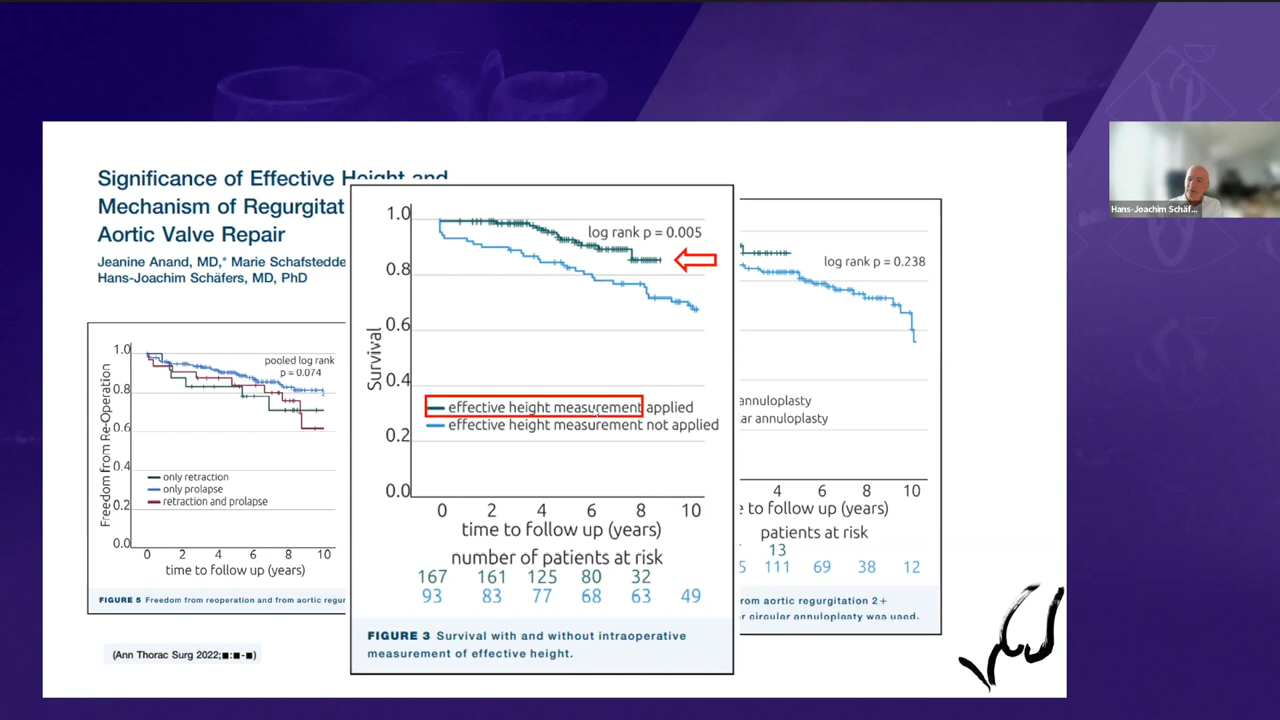 Significance of Effective Height and
Mechanism of Regurgitat
Aortic Valve Repair
Jeanine Anand, MD,* Marie Schafstedde
Hans-Joachim Schäfers, MD, PhD
Freedom from Re-Operation
1.0
0.8
0.6
0.4
0.2
0.0
pooled log rank
p = 0.074
only retraction
only prolapse
retraction and prolapse
0 2 4 6 8 10
time to follow up (years)
FIGURE 5 Freedom from reoperation and from aortic regur
(Ann Thorac Surg 2022;■:■-■)
Survival
1.0
0.8
0.6
0.4
0.2
0.0
log rank p = 0.005
effective height measurement applied
effective height measurement not applied
0 2 4 6 8 10
time to follow up (years)
number of patients at risk
167 161 125 80 32
93 83 77 68 63 49
FIGURE 3 Survival with and without intraoperative
measurement of effective height.
log rank p = 0.238
annuloplasty
ar annuloplasty
4 6 8 10
e to follow up (years)
patients at risk
13
5 111 69 38 12
rom aortic regurgitation 2+
r circular annuloplasty was used.
Hans-Joachim Schäf...